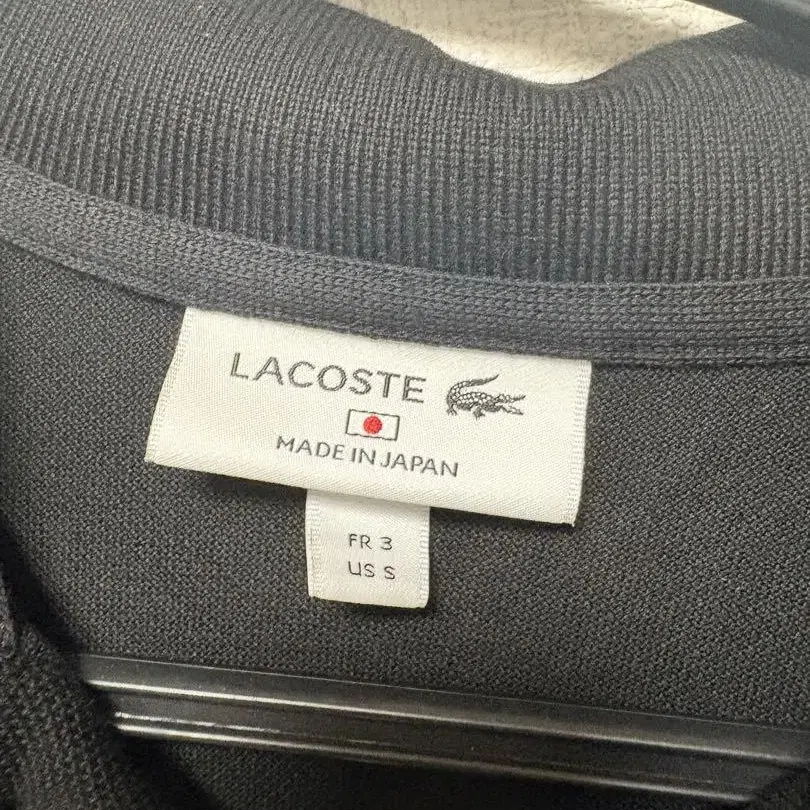 LACOSTE
MADE IN JAPAN
FR 3
US S